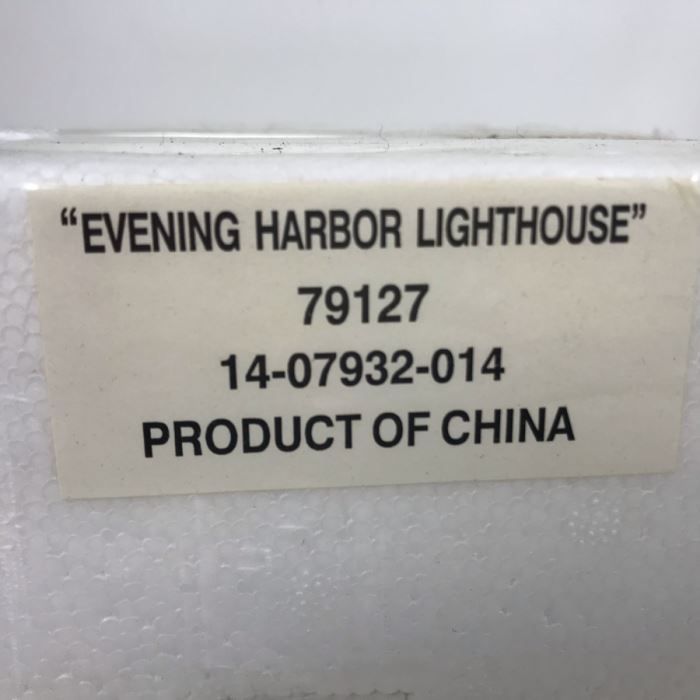 “EVENING HARBOR LIGHTHOUSE”
79127
14-07932-014
PRODUCT OF CHINA